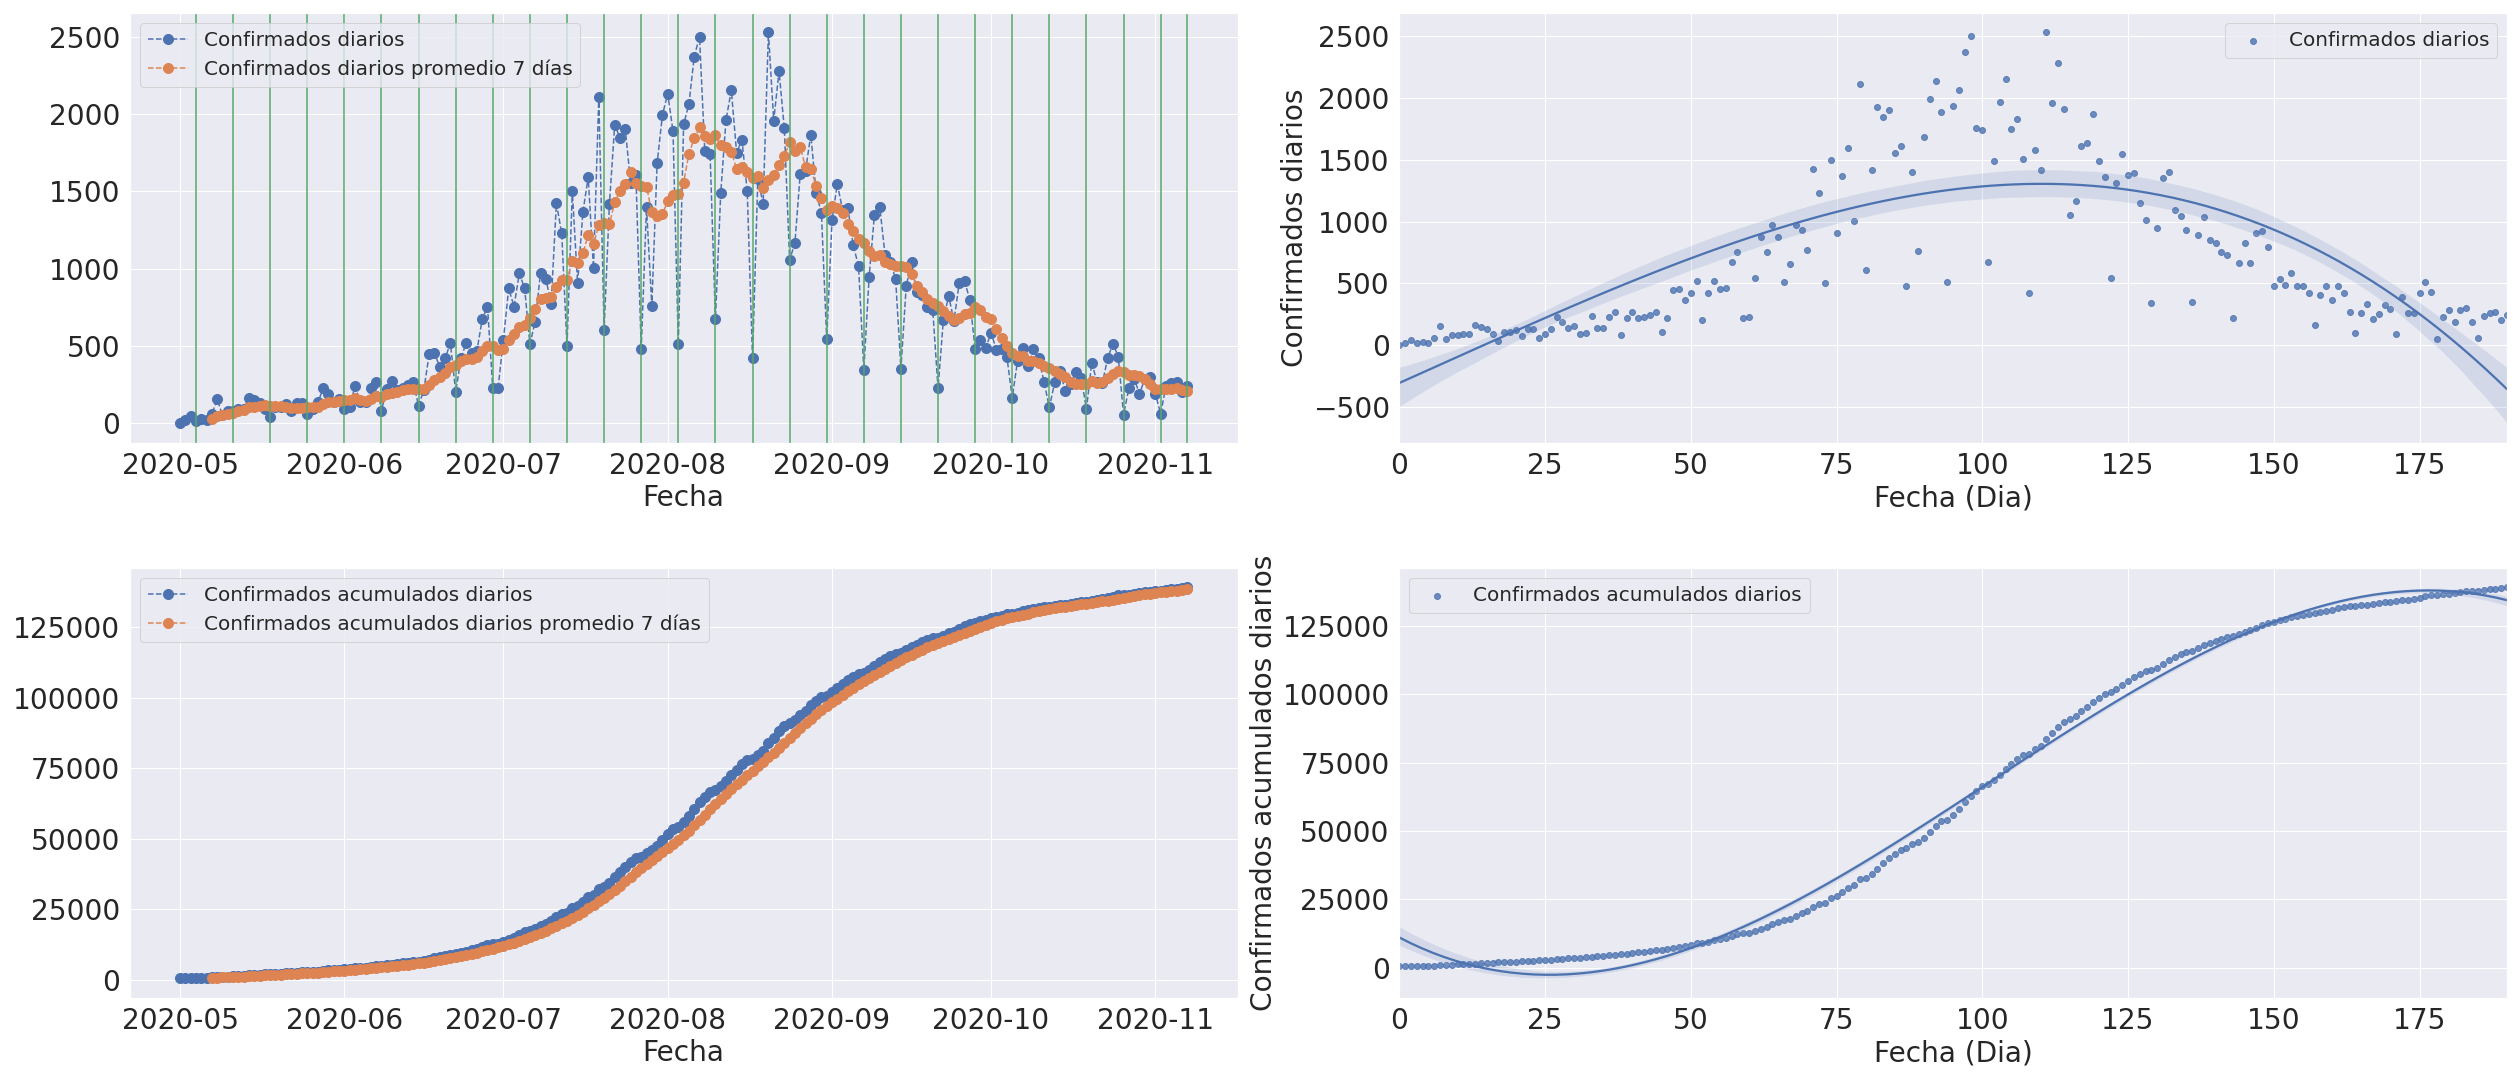 Confirmados diarios
Confirmados diarios promedio 7 días
2500
2000
1500
1000
500
0
2020-05 2020-06 2020-07 2020-08 2020-09 2020-10 2020-11
Fecha
Confirmados diarios
Confirmados diarios
2500
2000
1500
1000
500
0
−500
0 25 50 75 100 125 150 175
Fecha (Dia)
Confirmados acumulados diarios
Confirmados acumulados diarios promedio 7 días
125000
100000
75000
50000
25000
0
2020-05 2020-06 2020-07 2020-08 2020-09 2020-10 2020-11
Fecha
Confirmados acumulados diarios
Confirmados acumulados diarios
125000
100000
75000
50000
25000
0
0 25 50 75 100 125 150 175
Fecha (Dia)